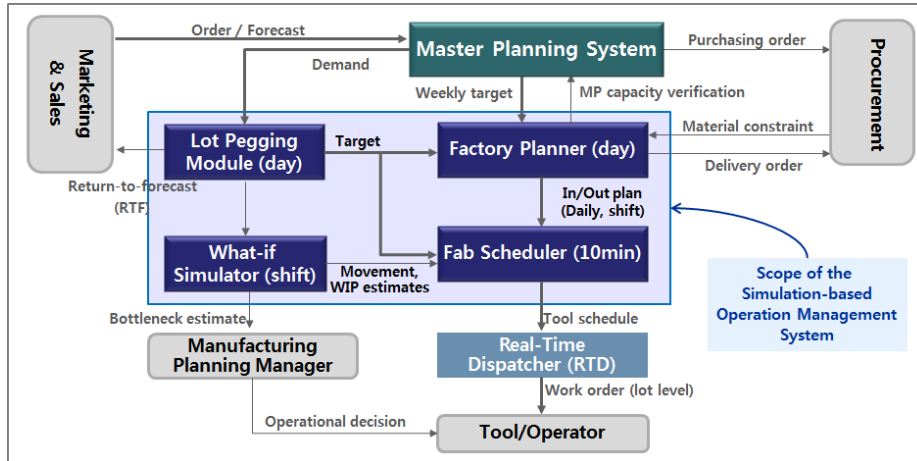 Marketing
& Sales
Order / Forecast
Demand
Master Planning System
Purchasing order
Procurement
Weekly target
MP capacity verification
Lot Pegging
Module (day)
Target
Factory Planner (day)
Material constraint
Delivery order
Return-to-forecast
(RTF)
In/Out plan
(Daily, shift)
What-if
Simulator (shift)
Movement,
WIP estimates
Fab Scheduler (10min)
Scope of the
Simulation-based
Operation Management
System
Bottleneck estimate
Tool schedule
Manufacturing
Planning Manager
Real-Time
Dispatcher (RTD)
Work order (lot level)
Operational decision
Tool/Operator